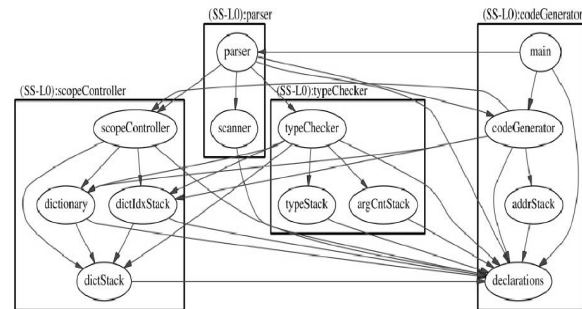 (SS-L0):parser
(SS-L0):codeGenerator
parser
main
(SS-L0):scopeController
(SS-L0):typeChecker
scopeController
scanner
typeChecker
codeGenerator
dictionary
dictIdxStack
typeStack
argCntStack
addrStack
dictStack
declarations